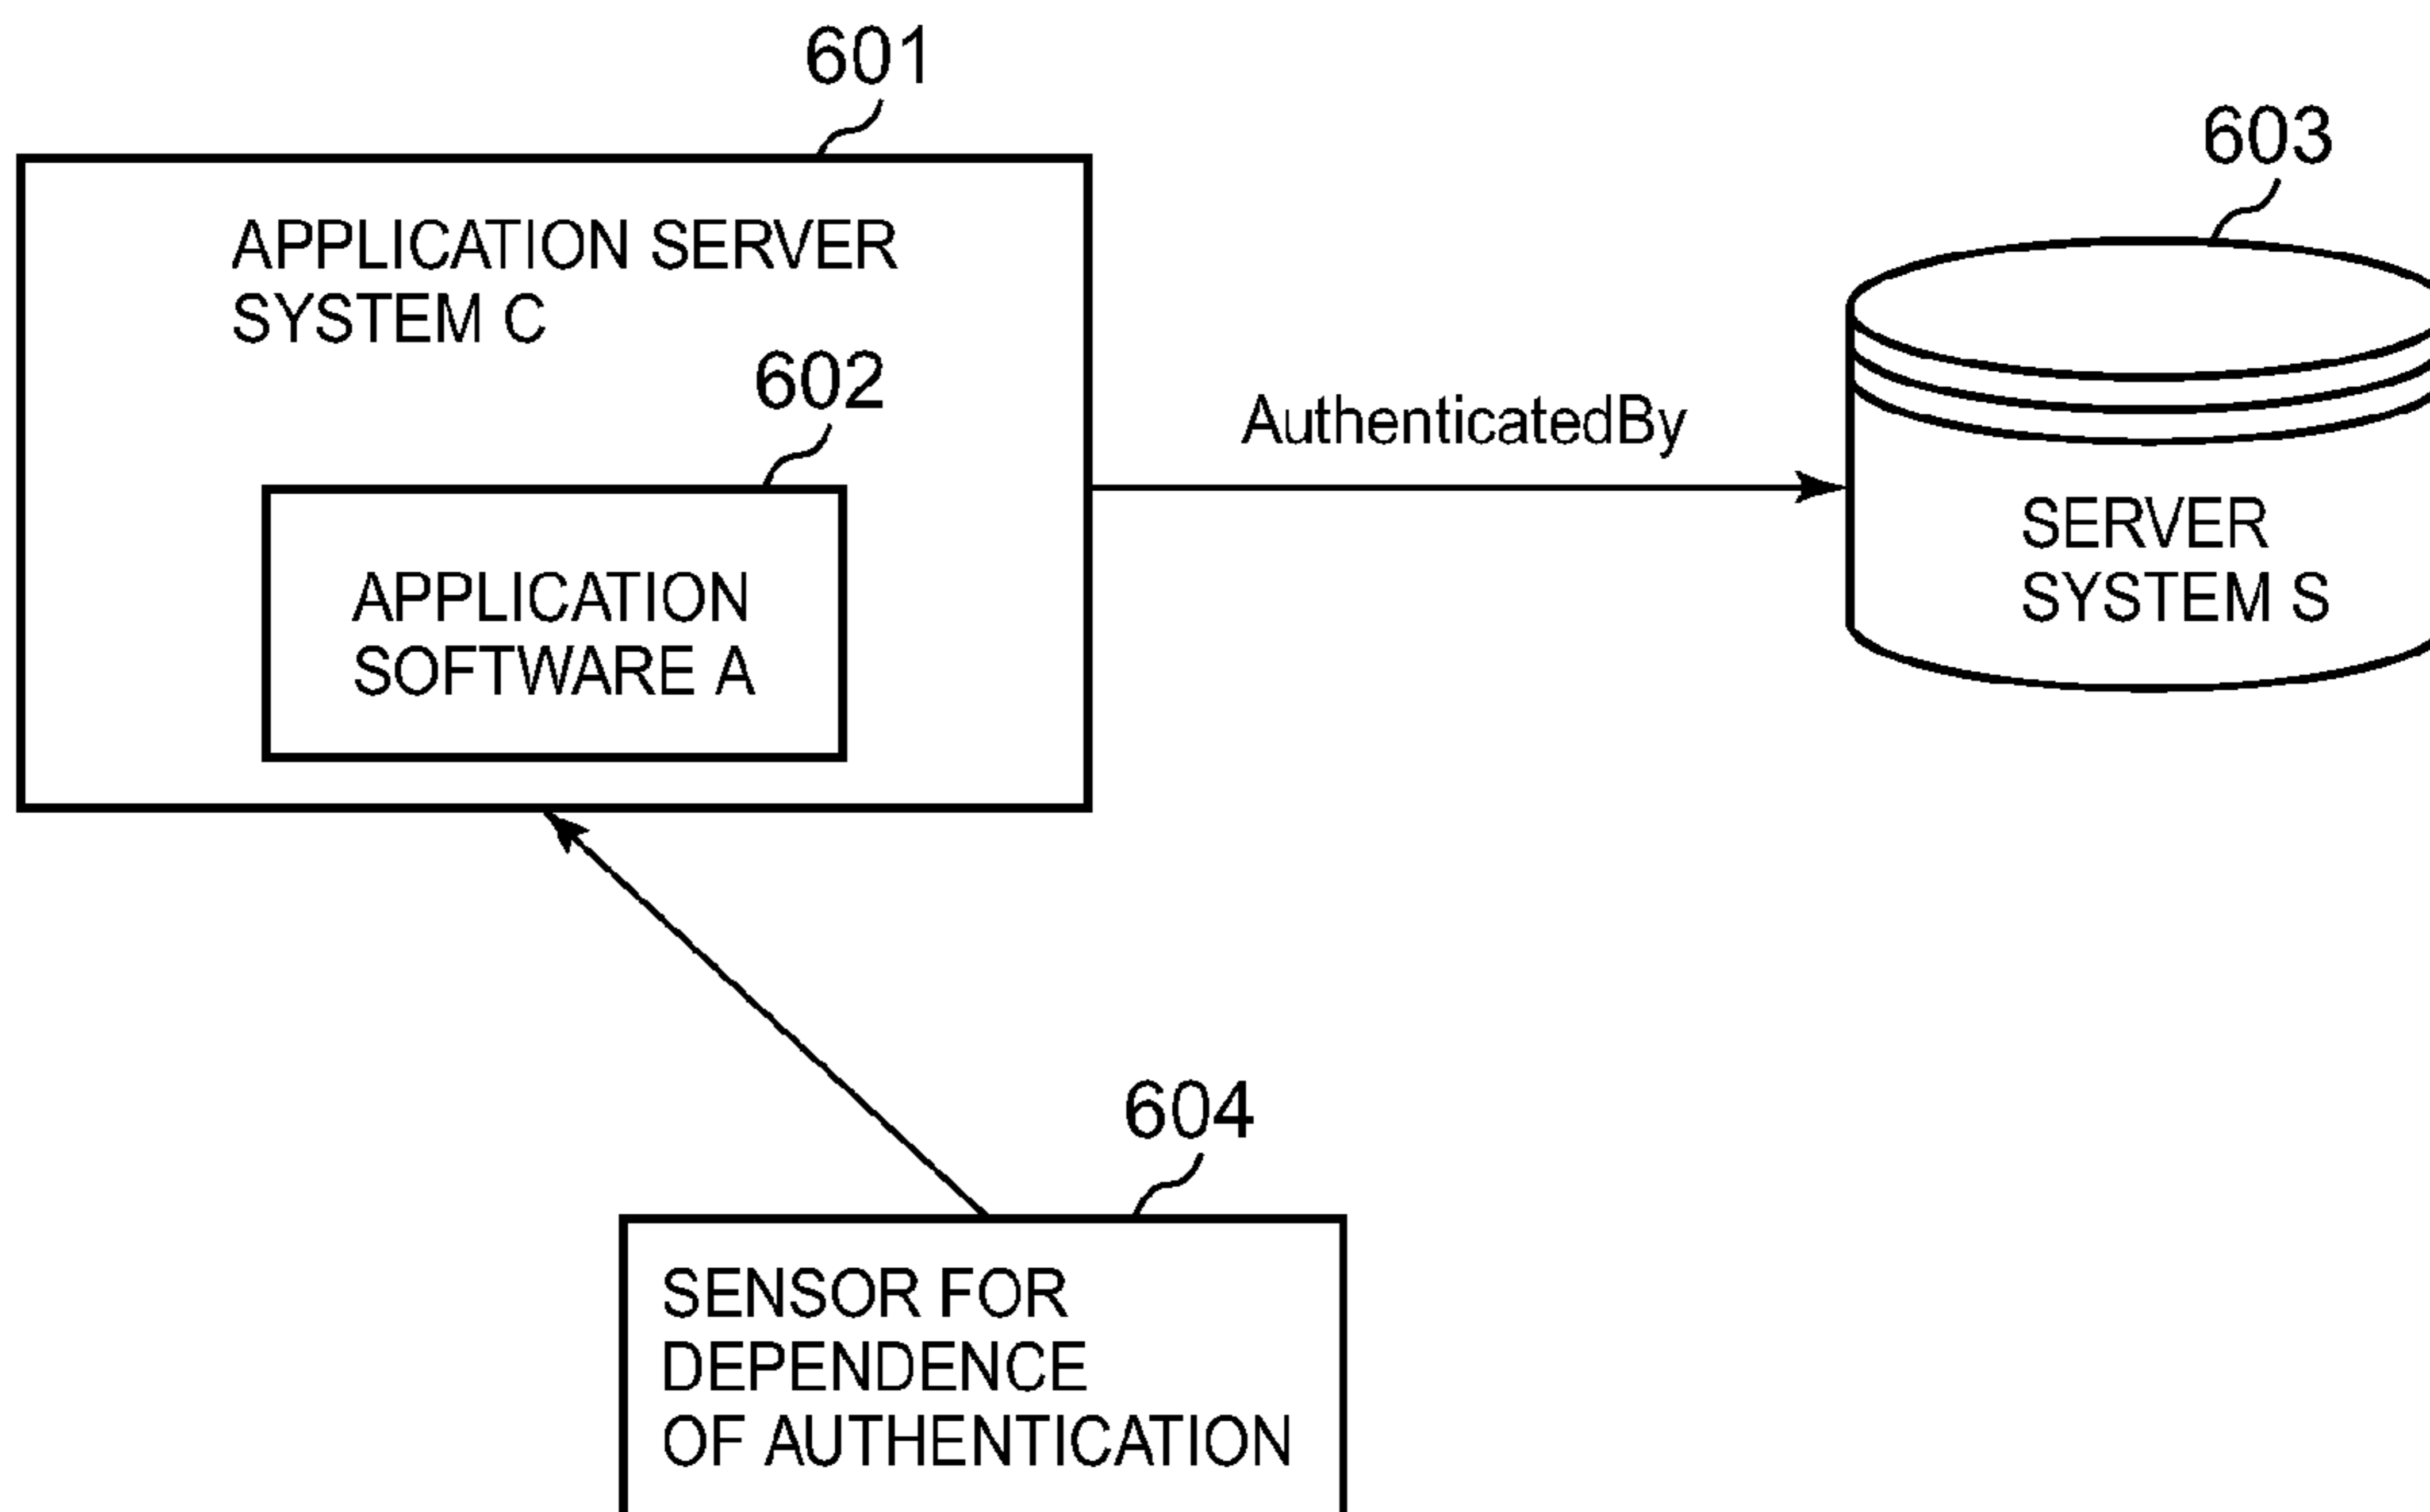 601
603
APPLICATION SERVER
SYSTEM C
602
AuthenticatedBy
SERVER
SYSTEM S
APPLICATION
SOFTWARE A
604
SENSOR FOR
DEPENDENCE
OF AUTHENTICATION